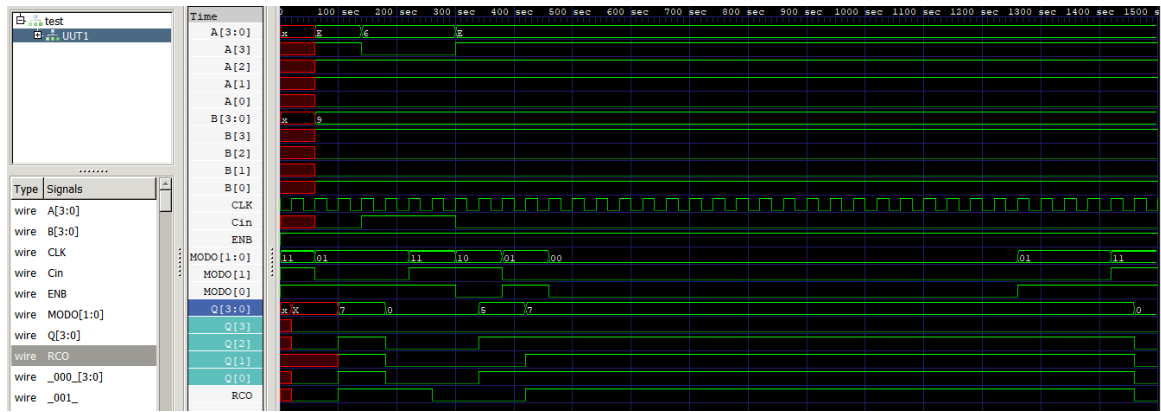 test
UUT1
Type Signals
wire A[3:0]
wire B[3:0]
wire CLK
wire Cin
wire ENB
wire MODO[1:0]
wire Q[3:0]
wire RCO
wire _000_[3:0]
wire _001_
Time
100 sec 200 sec 300 sec 400 sec 500 sec 600 sec 700 sec 800 sec 900 sec 1000 sec 1100 sec 1200 sec 1300 sec 1400 sec 1500 s
A[3:0] x E 6 E
A[3]
A[2]
A[1]
A[0]
B[3:0] x 9
B[3]
B[2]
B[1]
B[0]
CLK
Cin
ENB
MODO[1:0] 11 01 11 10 01 00 01 11
MODO[1]
MODO[0]
Q[3:0] x X 7 0 5 7 0
Q[3]
Q[2]
Q[1]
Q[0]
RCO